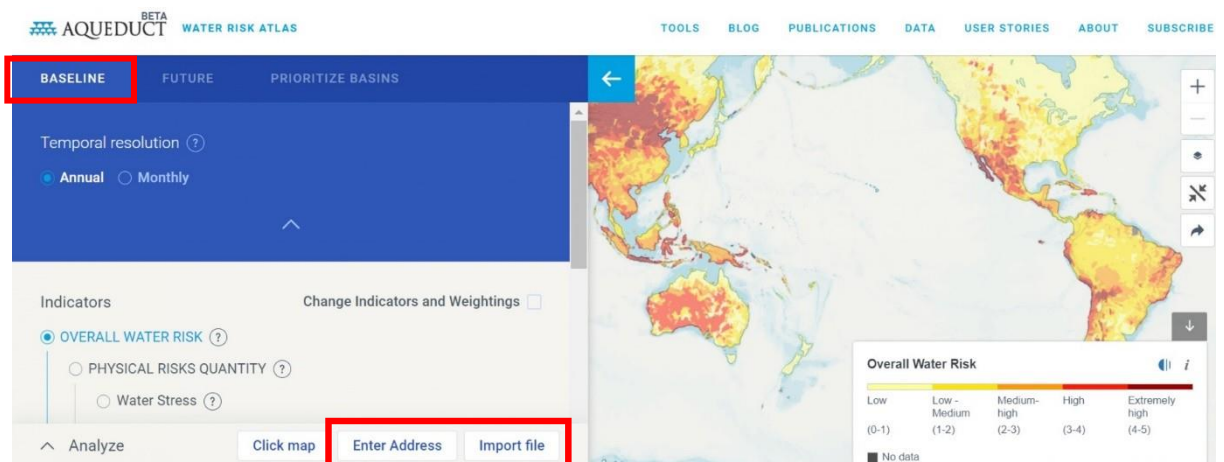 BETA
AQUEDUCT WATER RISK ATLAS
TOOLS BLOG PUBLICATIONS DATA USER STORIES ABOUT SUBSCRIBE
BASELINE FUTURE PRIORITIZE BASINS
Temporal resolution ?
Annual Monthly
Indicators Change Indicators and Weightings
OVERALL WATER RISK ?
PHYSICAL RISKS QUANTITY ?
Water Stress ?
Analyze Click map Enter Address Import file
Overall Water Risk i
Low Low - Medium Medium- high High Extremely high
(0-1) (1-2) (2-3) (3-4) (4-5)
No data